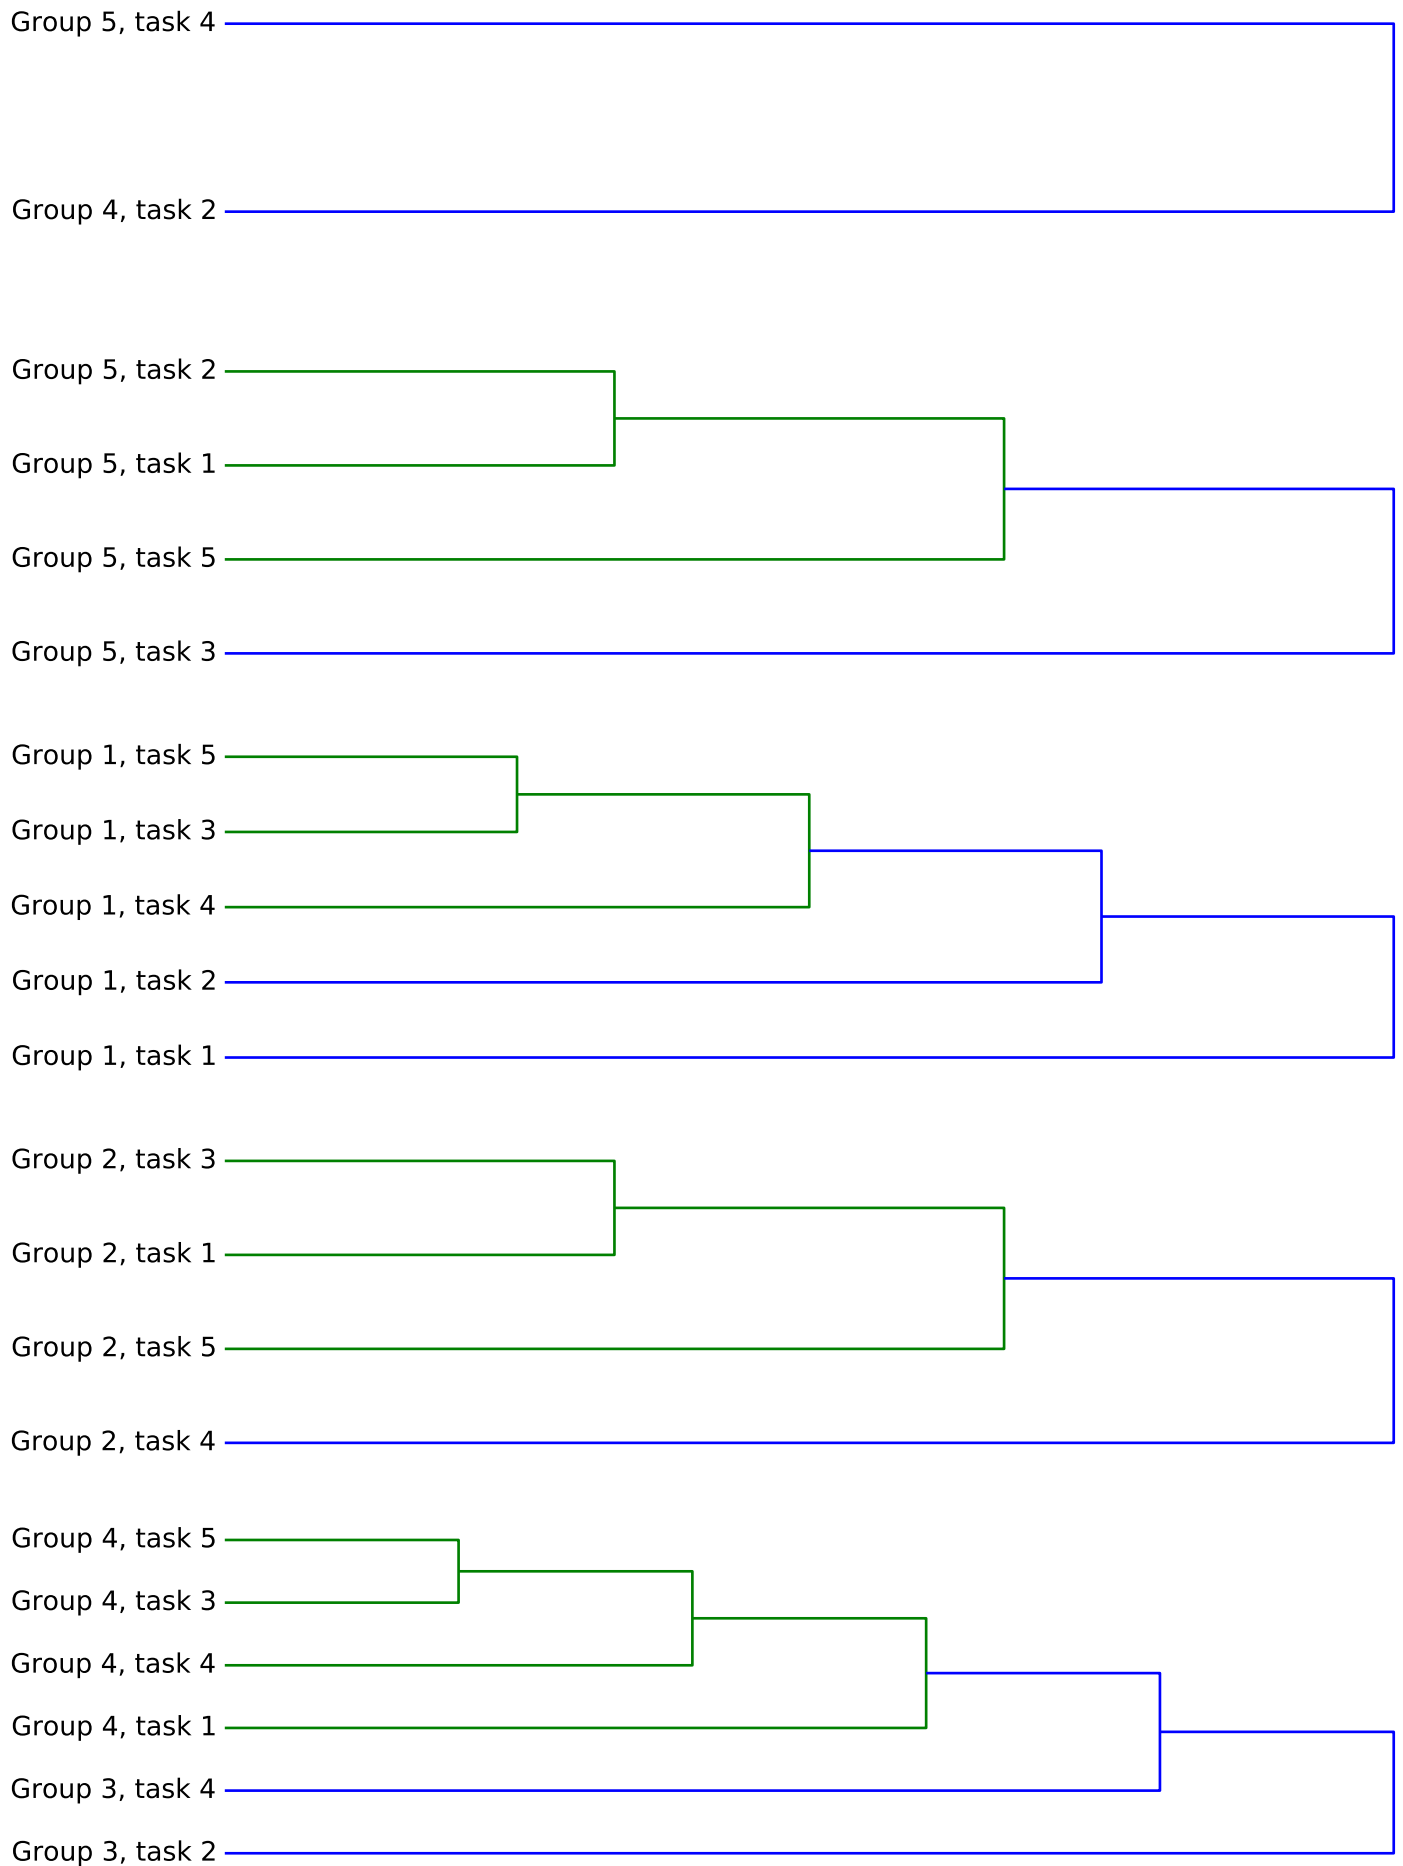 Group 5, task 4
Group 4, task 2
Group 5, task 2
Group 5, task 1
Group 5, task 5
Group 5, task 3
Group 1, task 5
Group 1, task 3
Group 1, task 4
Group 1, task 2
Group 1, task 1
Group 2, task 3
Group 2, task 1
Group 2, task 5
Group 2, task 4
Group 4, task 5
Group 4, task 3
Group 4, task 4
Group 4, task 1
Group 3, task 4
Group 3, task 2